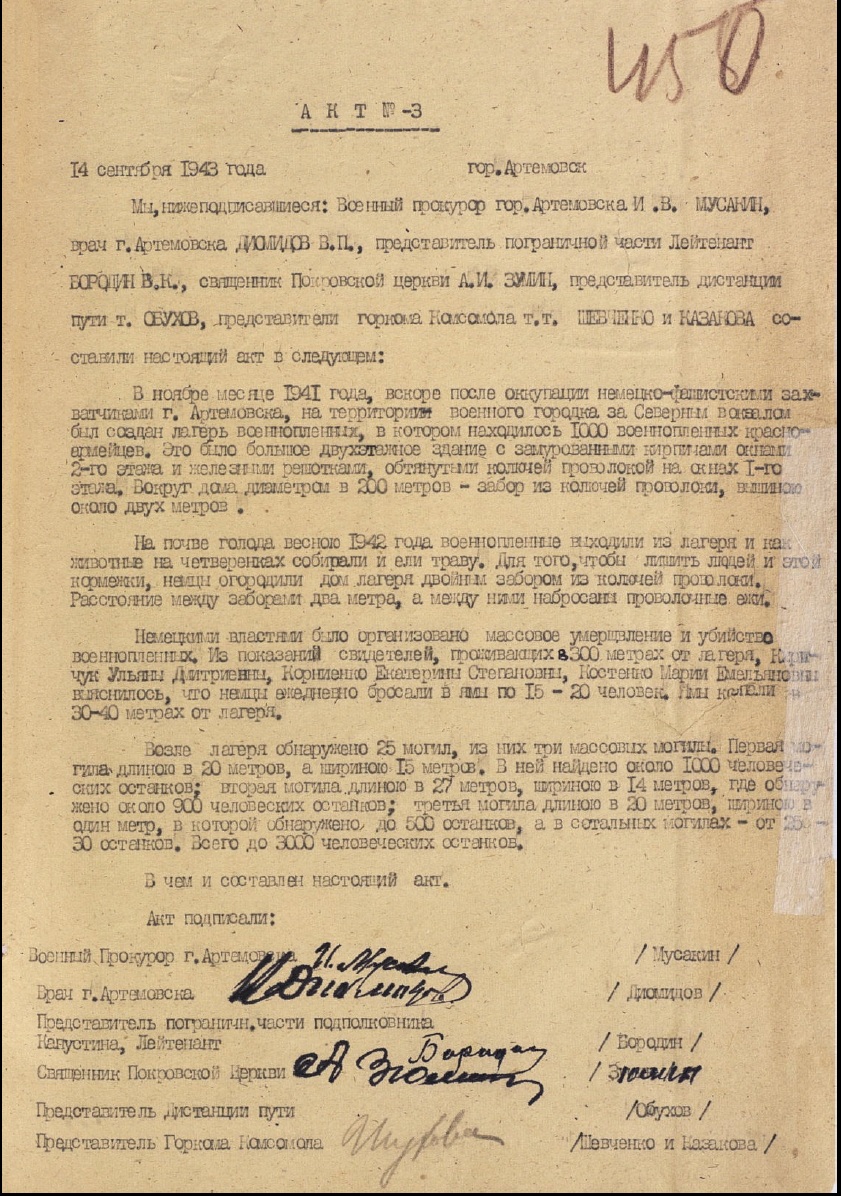 450
А К Т № -3
14 сентября 1943 года гор.Артемовск
Мы,нижеподписавшиеся: Военный прокурор гор.Артемовска И .В. МУСАКИН,
врач г.Артемовска ДИОМИДОВ В.П., представитель пограничной части Лейтенант
БОРОДИН В.К., священник Покровской церкви А.И. ЗУМИН, представитель дистанции
пути т. ОБУХОВ, представители горкома Комсомола т.т. ШЕВЧЕНКО и КАЗАКОВА со-
ставили настоящий акт в следующем:
В ноябре месяце 1941 года, вскоре после оккупации немецко-фашистскими зах-
ватчиками г. Артемовска, на территории военного городка за Северным вокзалом
был создан лагерь военнопленных, в котором находилось 1000 военнопленных красно-
армейцев. Это было большое двухэтажное здание с замурованными кирпичами окнами
2-го этажа и железными решотками, обтянутыми колючей проволокой на окнах I-го
этажа. Вокруг дома диаметром в 200 метров - забор из колючей проволоки, вышиною
около двух метров .
На почве голода весною 1942 года военнопленные выходили из лагеря и как
животные на четверенках собирали и ели траву. Для того,чтобы лишить людей и этой
кормежки, немцы огородили дом лагеря двойным забором из колючей проволоки.
Расстояние между заборами два метра, а между ними набросаны проволочные ежи.
Немецкими властями было организовано массовое умерщвление и убийство
военнопленных. Из показаний свидетелей, проживающих в 300 метрах от лагеря, Кири-
чук Ульяны Дмитриевны, Корниенко Екатерины Степановны, Костенко Марии Емельяновны
выяснилось, что немцы ежедневно бросали в ямы по 15 - 20 человек. Ямы копали в
30-40 метрах от лагеря.
Возле лагеря обнаружено 25 могил, из них три массовых могилы. Первая мо-
гила длиною в 20 метров, а шириною 15 метров. В ней найдено около 1000 человече-
ских останков; вторая могила длиною в 27 метров, шириною в 14 метров, где обнару-
жено около 900 человеских остайков; третья могила длиною в 20 метров, шириною в
один метр, в которой обнаружено до 500 останков, а в остальных могилах - от 25 -
30 останков. Всего до 3000 человеческих останков.
В чем и составлен настоящий акт.
Акт подписали:
Военный Прокурор г.Артемовска И. Мусакин / Мусакин /
Врач г.Артемовска Диомидов / Диомидов /
Представитель пограничн.части подполковника
Капустина, Лейтенант Бородин / Бородин /
Священник Покровской Церкви А Зюмин / Зюмин
Представитель Дистанции пути /Обухов /
Представитель Горкома Комсомола /Шевченко и Казакова /